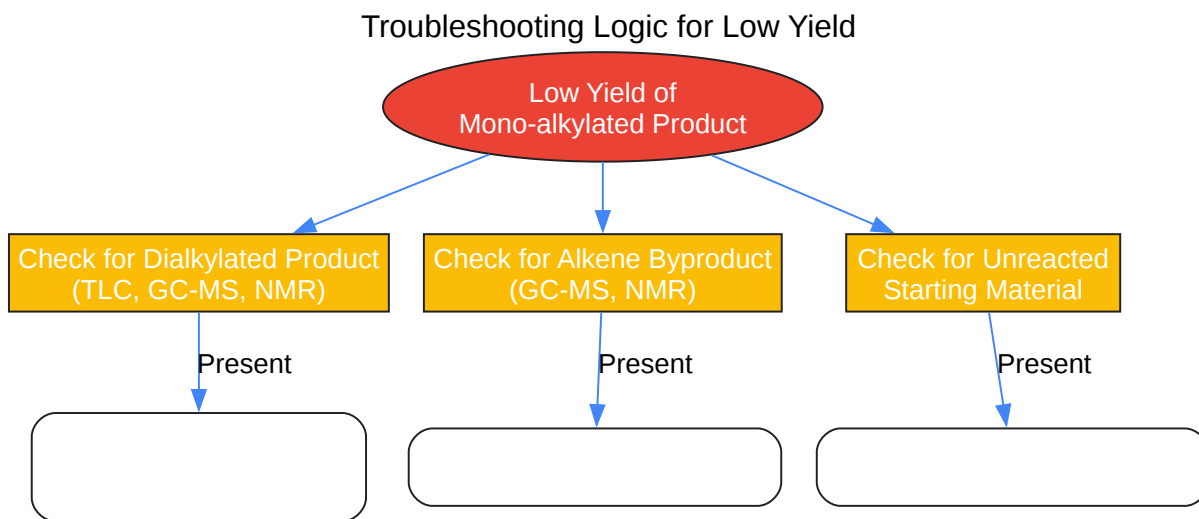 Troubleshooting Logic for Low Yield
Low Yield of
Mono-alkylated Product
Check for Dialkylated Product
(TLC, GC-MS, NMR)
Check for Alkene Byproduct
(GC-MS, NMR)
Check for Unreacted
Starting Material
Present
Present
Present